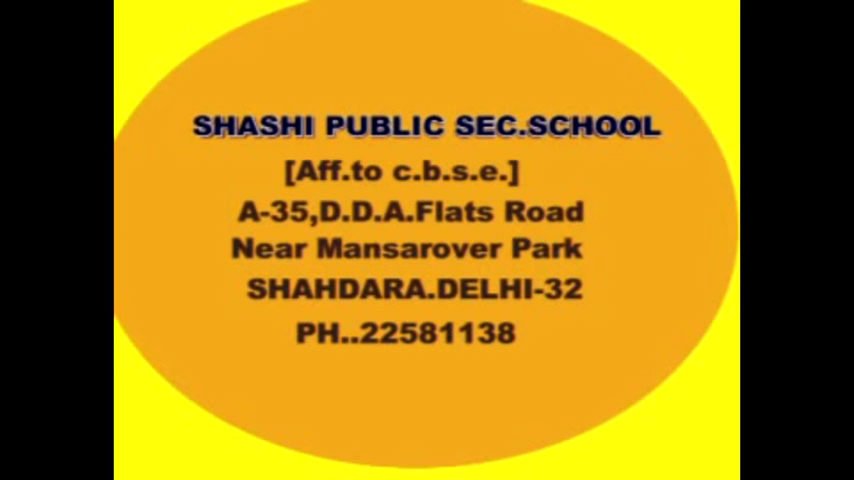 SHASHI PUBLIC SEC.SCHOOL
[Aff.to c.b.s.e.]
A-35,D.D.A.Flats Road
Near Mansarover Park
SHAHDARA.DELHI-32
PH..22581138